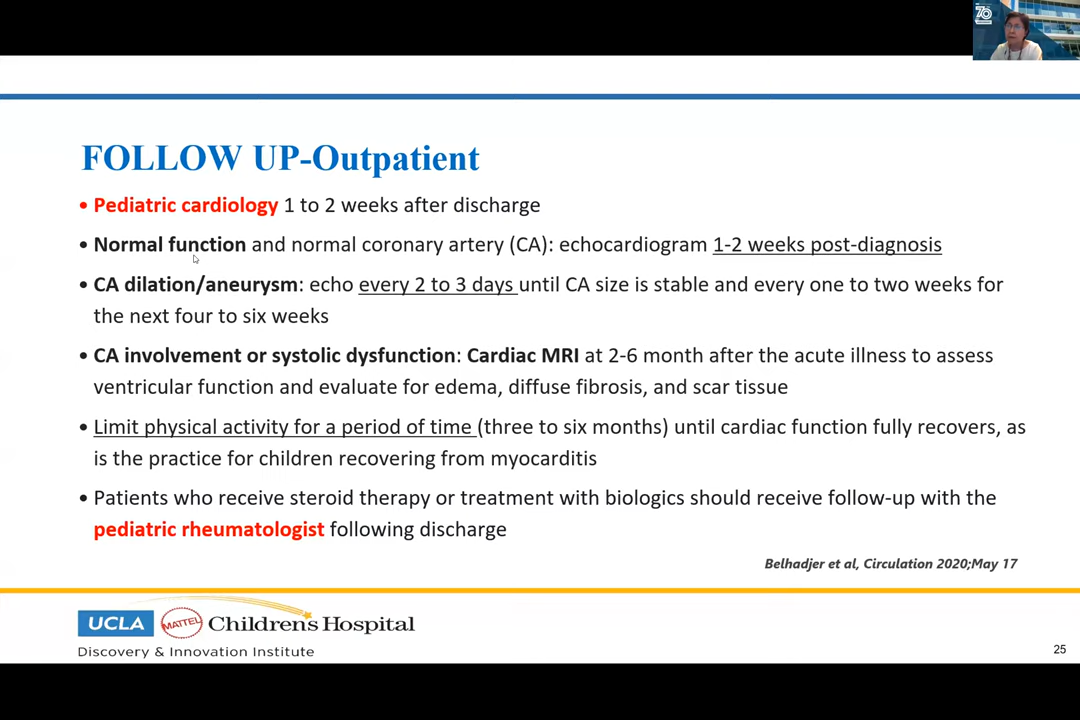 70
FOLLOW UP-Outpatient
• Pediatric cardiology 1 to 2 weeks after discharge
• Normal function and normal coronary artery (CA): echocardiogram 1-2 weeks post-diagnosis
• CA dilation/aneurysm: echo every 2 to 3 days until CA size is stable and every one to two weeks for
the next four to six weeks
• CA involvement or systolic dysfunction: Cardiac MRI at 2-6 month after the acute illness to assess
ventricular function and evaluate for edema, diffuse fibrosis, and scar tissue
• Limit physical activity for a period of time (three to six months) until cardiac function fully recovers, as
is the practice for children recovering from myocarditis
• Patients who receive steroid therapy or treatment with biologics should receive follow-up with the
pediatric rheumatologist following discharge
Belhadjer et al, Circulation 2020;May 17
UCLA MATTEL Children's Hospital
Discovery & Innovation Institute
25